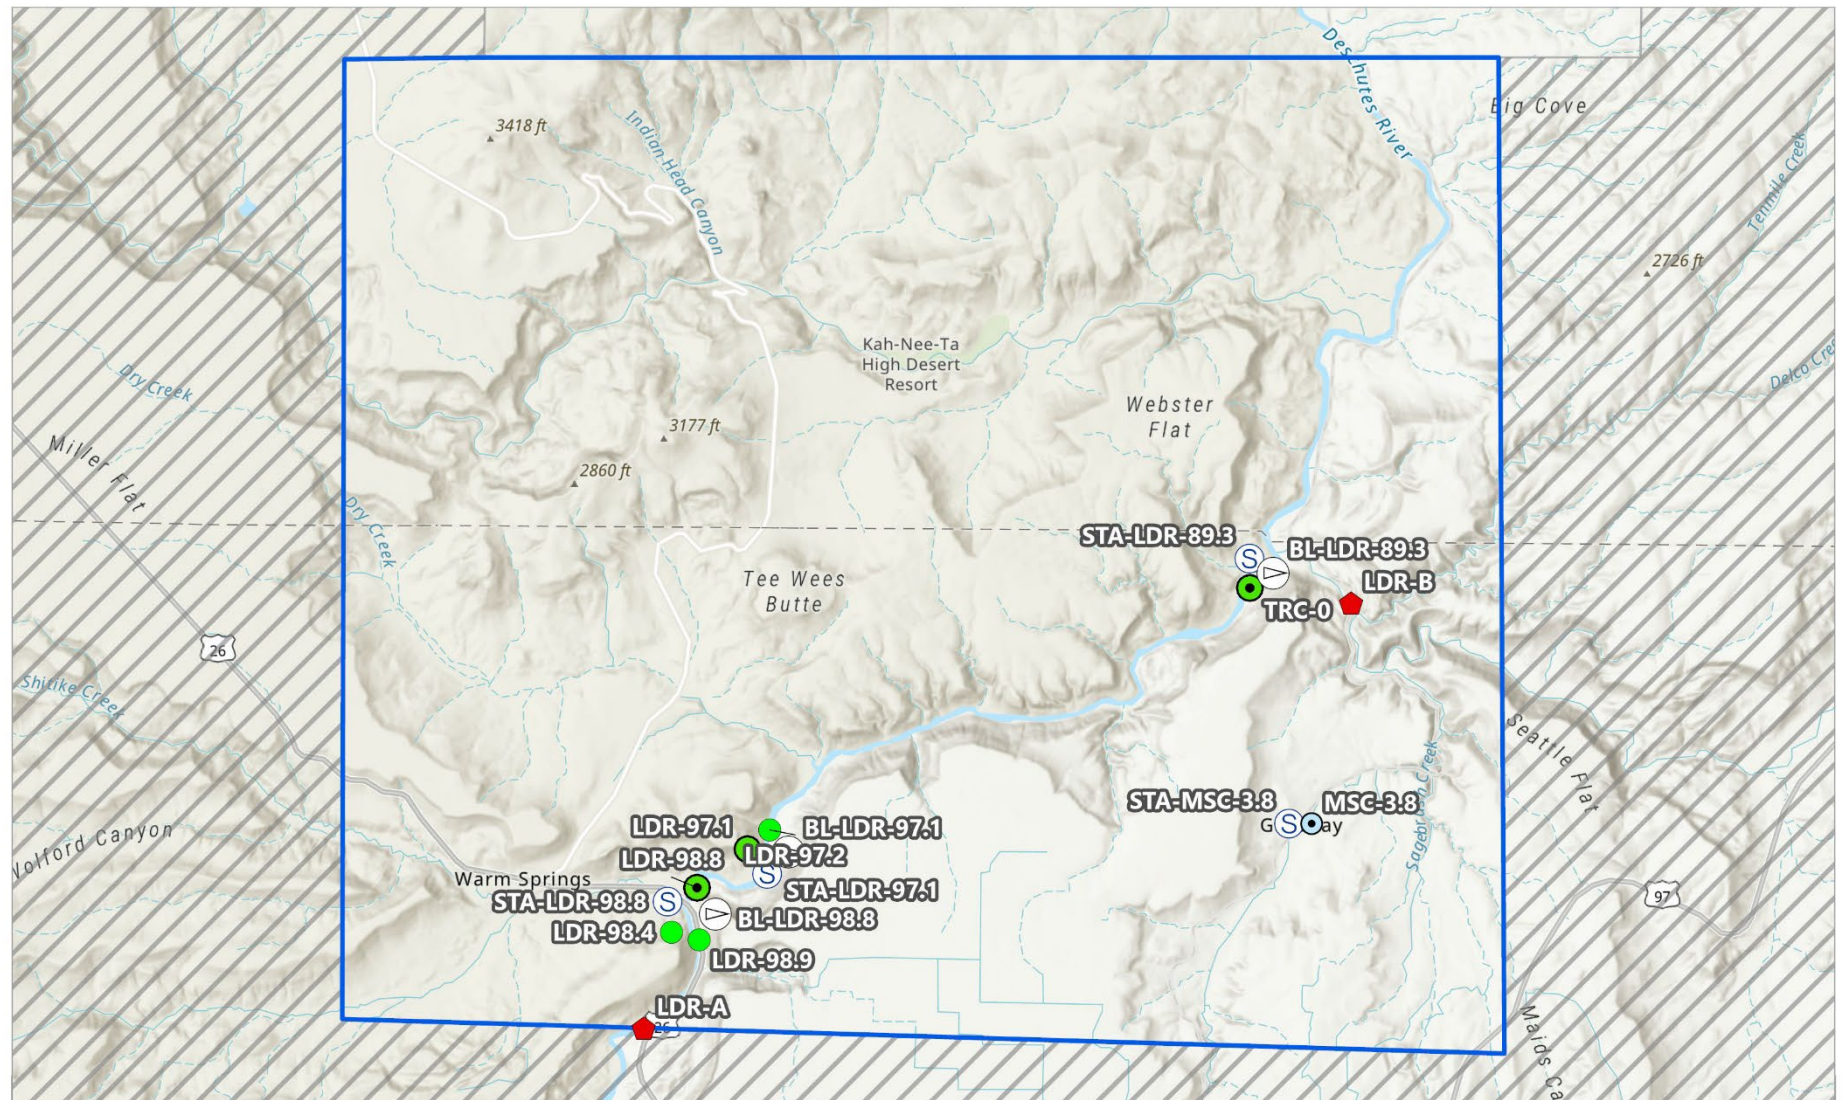 Deschutes River
Big Cove
3418 ft
Indian Head Canyon
Tenmile Creek
2726 ft
Kah-Nee-Ta
High Desert
Resort
Dry Creek
Webster
Flat
Miller Flat
3177 ft
2860 ft
Dry Creek
STA-LDR-89.3
S
BL-LDR-89.3
LDR-B
TRC-0
Tee Wees
Butte
26
Shitike Creek
Seattle Flat
Sagebrush Creek
STA-MSC-3.8
MSC-3.8
S
LDR-97.1
BL-LDR-97.1
LDR-97.2
LDR-98.8
S
STA-LDR-97.1
Warm Springs
STA-LDR-98.8
S
BL-LDR-98.8
LDR-98.4
LDR-98.9
97
LDR-A
26